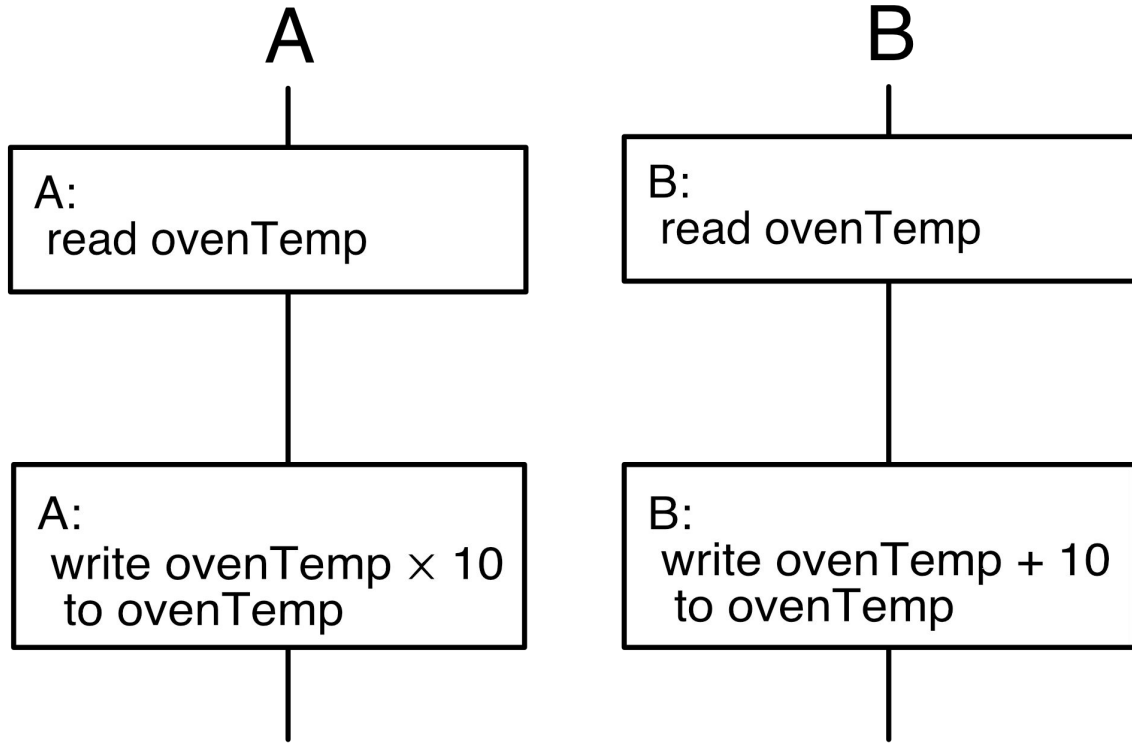 A
A:
read ovenTemp
A:
write ovenTemp × 10
to ovenTemp
B
B:
read ovenTemp
B:
write ovenTemp + 10
to ovenTemp